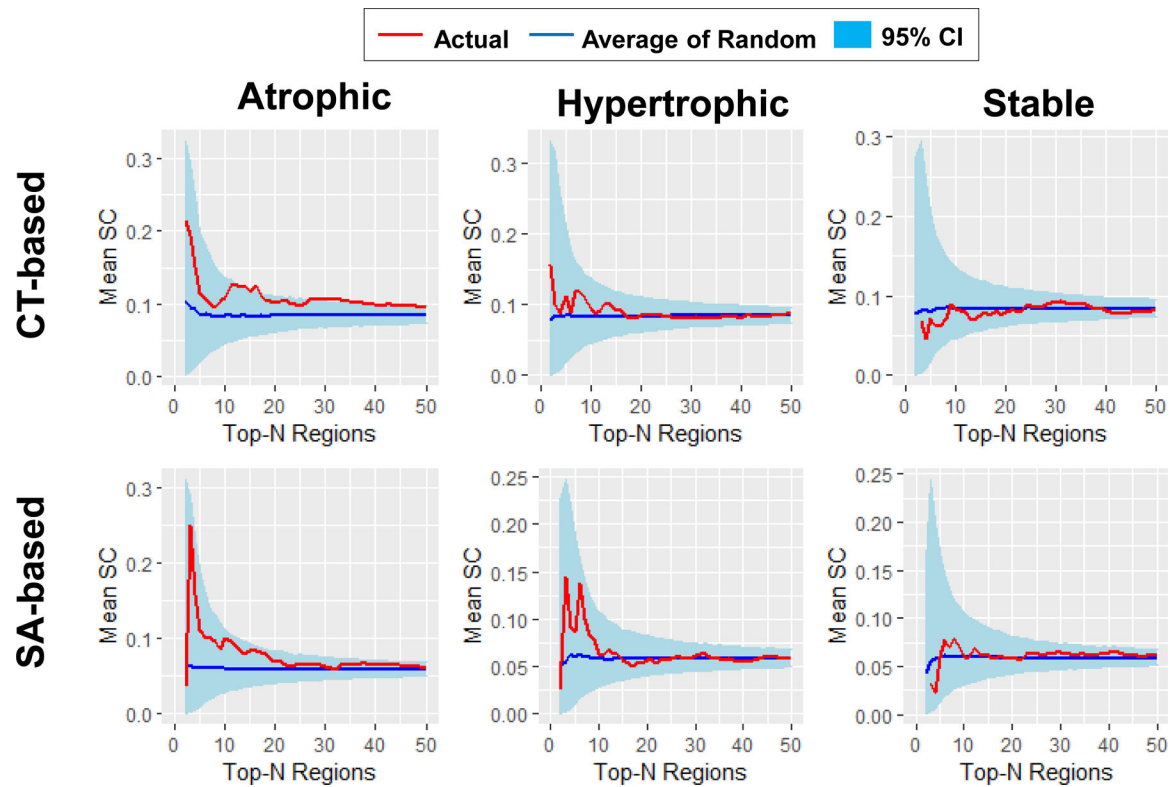 Actual Average of Random 95% CI
Atrophic Hypertrophic Stable
CT-based
Mean SC
0.3
0.2
0.1
0.0
0 10 20 30 40 50
Top-N Regions
Mean SC
0.3
0.2
0.1
0.0
0 10 20 30 40 50
Top-N Regions
Mean SC
0.3
0.2
0.1
0.0
0 10 20 30 40 50
Top-N Regions
SA-based
Mean SC
0.3
0.2
0.1
0.0
0 10 20 30 40 50
Top-N Regions
Mean SC
0.25
0.20
0.15
0.10
0.05
0.00
0 10 20 30 40 50
Top-N Regions
Mean SC
0.25
0.20
0.15
0.10
0.05
0.00
0 10 20 30 40 50
Top-N Regions